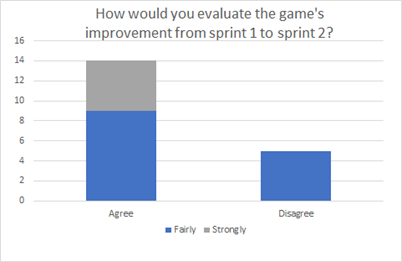 How would you evaluate the game's
improvement from sprint 1 to sprint 2?
16
14
12
10
8
6
4
2
0
Agree Disagree
Fairly Strongly